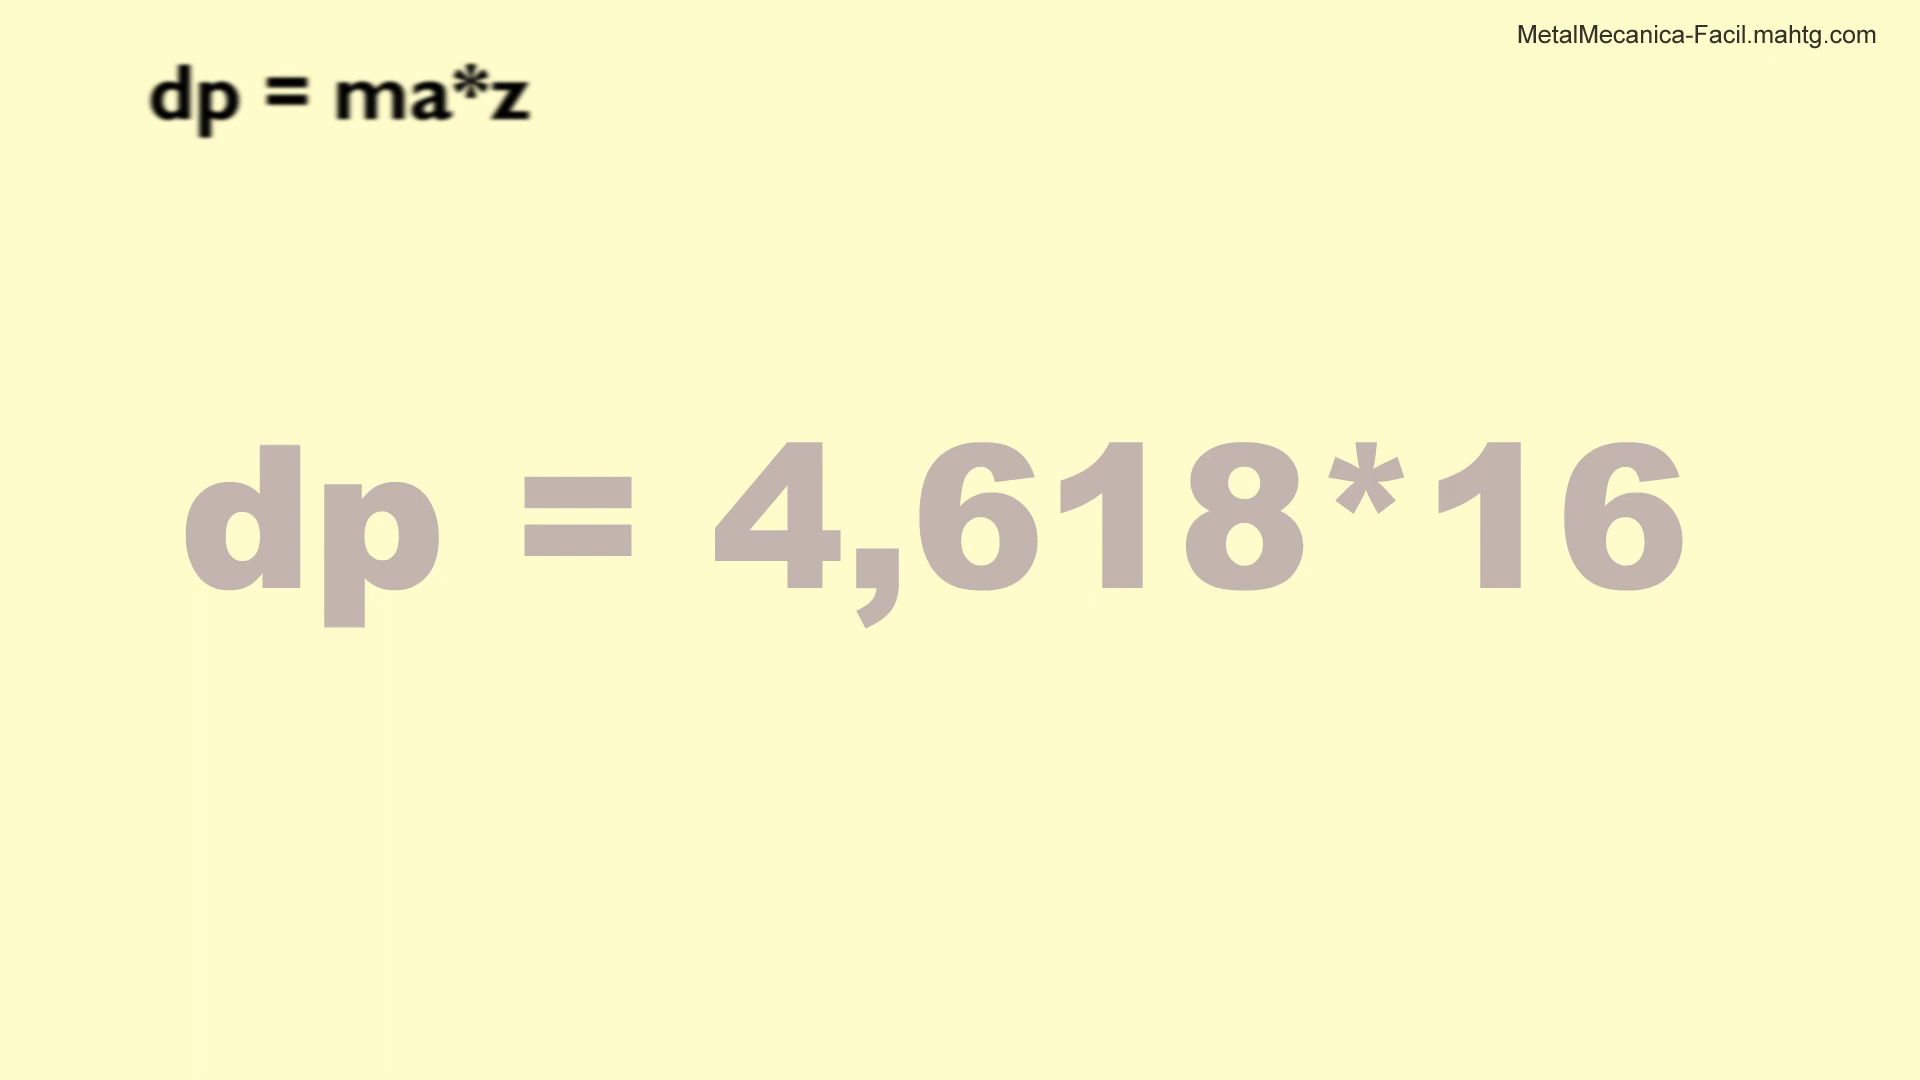 MetalMecanica-Facil.mahtg.com
dp = ma*z
dp = 4,618*16